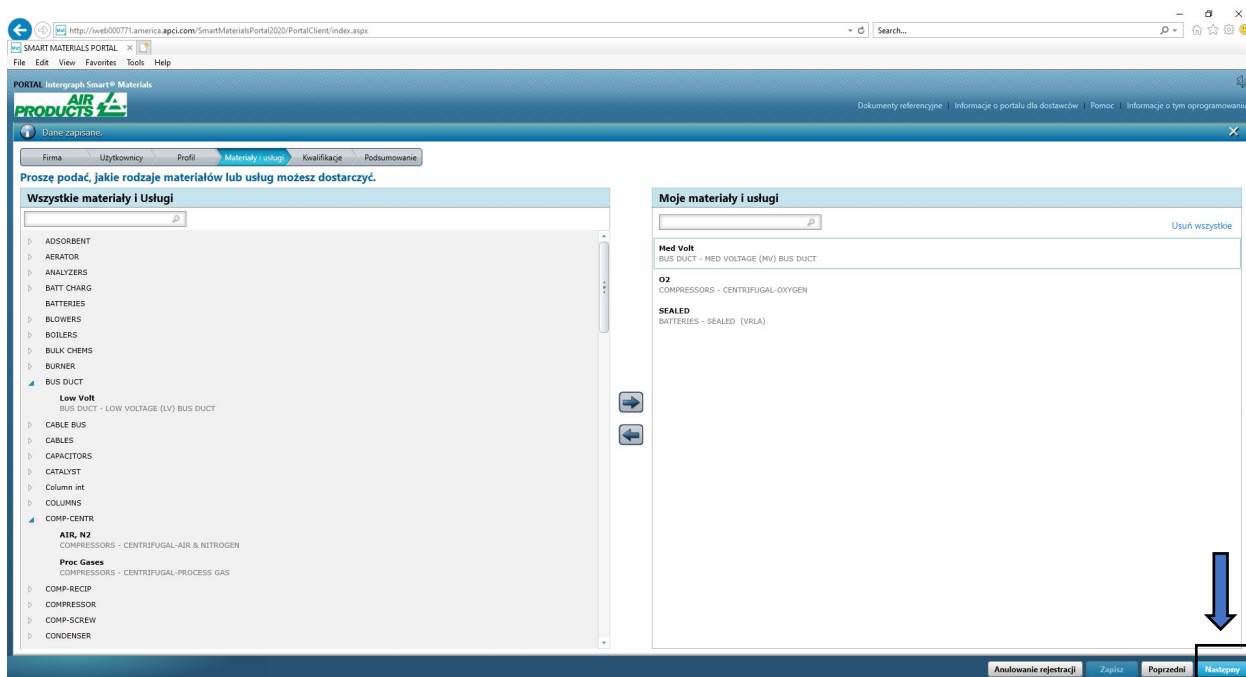 http://iweb000771.america.apci.com/SmartMaterialsPortal2020/PortalClient/index.aspx
Search...
SMART MATERIALS PORTAL
File Edit View Favorites Tools Help
PORTAL Intergraph Smart® Materials
AIR
PRODUCTS
Dokumenty referencyjne | Informacje o portalu dla dostawców | Pomoc | Informacje o tym oprogramowaniu
Dane zapisane.
Firma Użytkownicy Profil Materiały i usługi Kwalifikacje Podsumowanie
Proszę podać, jakie rodzaje materiałów lub usług możesz dostarczyć.
Wszystkie materiały i Usługi
ADSORBENT
AERATOR
ANALYZERS
BATT CHARG
BATTERIES
BLOWERS
BOILERS
BULK CHEMS
BURNER
BUS DUCT
Low Volt
BUS DUCT - LOW VOLTAGE (LV) BUS DUCT
CABLE BUS
CABLES
CAPACITORS
CATALYST
Column int
COLUMNS
COMP-CENTR
AIR, N2
COMPRESSORS - CENTRIFUGAL-AIR & NITROGEN
Proc Gases
COMPRESSORS - CENTRIFUGAL-PROCESS GAS
COMP-RECIP
COMPRESSOR
COMP-SCREW
CONDENSER
Moje materiały i usługi
Usuń wszystkie
Med Volt
BUS DUCT - MED VOLTAGE (MV) BUS DUCT
O2
COMPRESSORS - CENTRIFUGAL-OXYGEN
SEALED
BATTERIES - SEALED (VRLA)
Anulowanie rejestracji Zapisz Poprzedni Następny